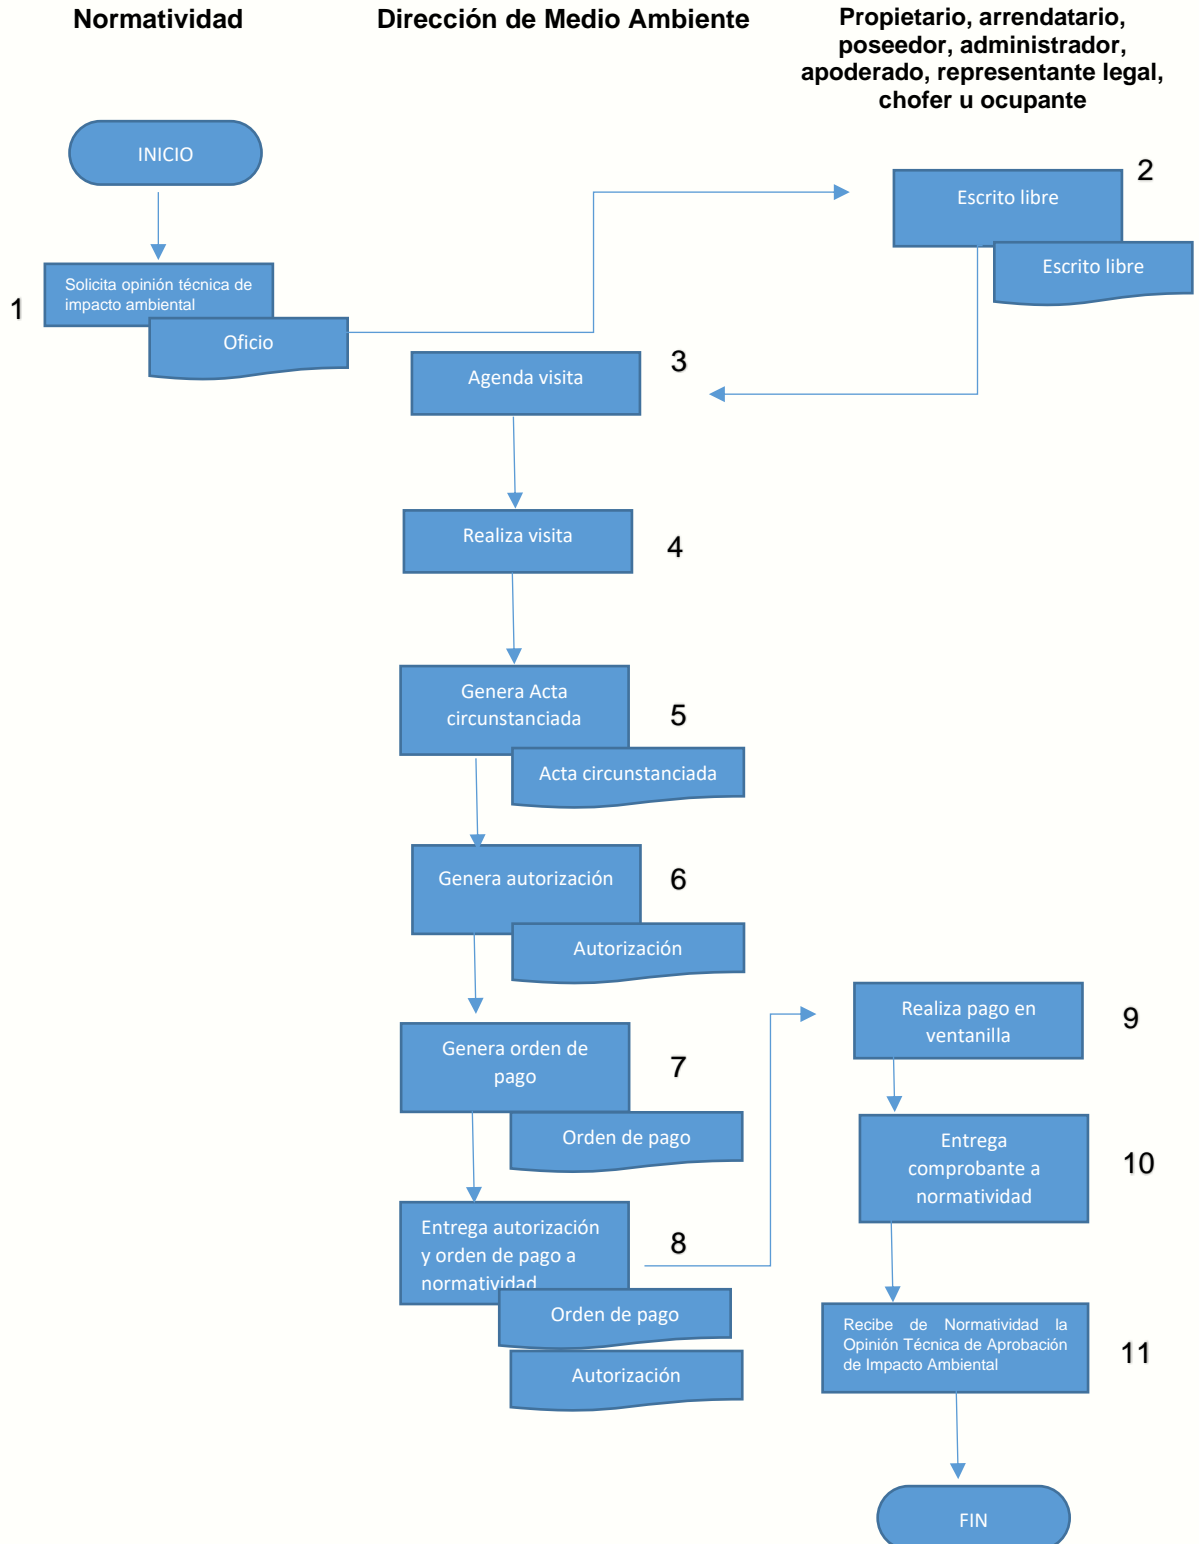 Normatividad
Dirección de Medio Ambiente
Propietario, arrendatario,
poseedor, administrador,
apoderado, representante legal,
chofer u ocupante
INICIO
1
Solicita opinión técnica de
impacto ambiental
Oficio
2
Escrito libre
Escrito libre
3
Agenda visita
4
Realiza visita
5
Genera Acta
circunstanciada
Acta circunstanciada
6
Genera autorización
Autorización
7
Genera orden de
pago
Orden de pago
8
Entrega autorización
y orden de pago a
normatividad
Orden de pago
Autorización
9
Realiza pago en
ventanilla
10
Entrega
comprobante a
normatividad
11
Recibe de Normatividad la
Opinión Técnica de Aprobación
de Impacto Ambiental
FIN